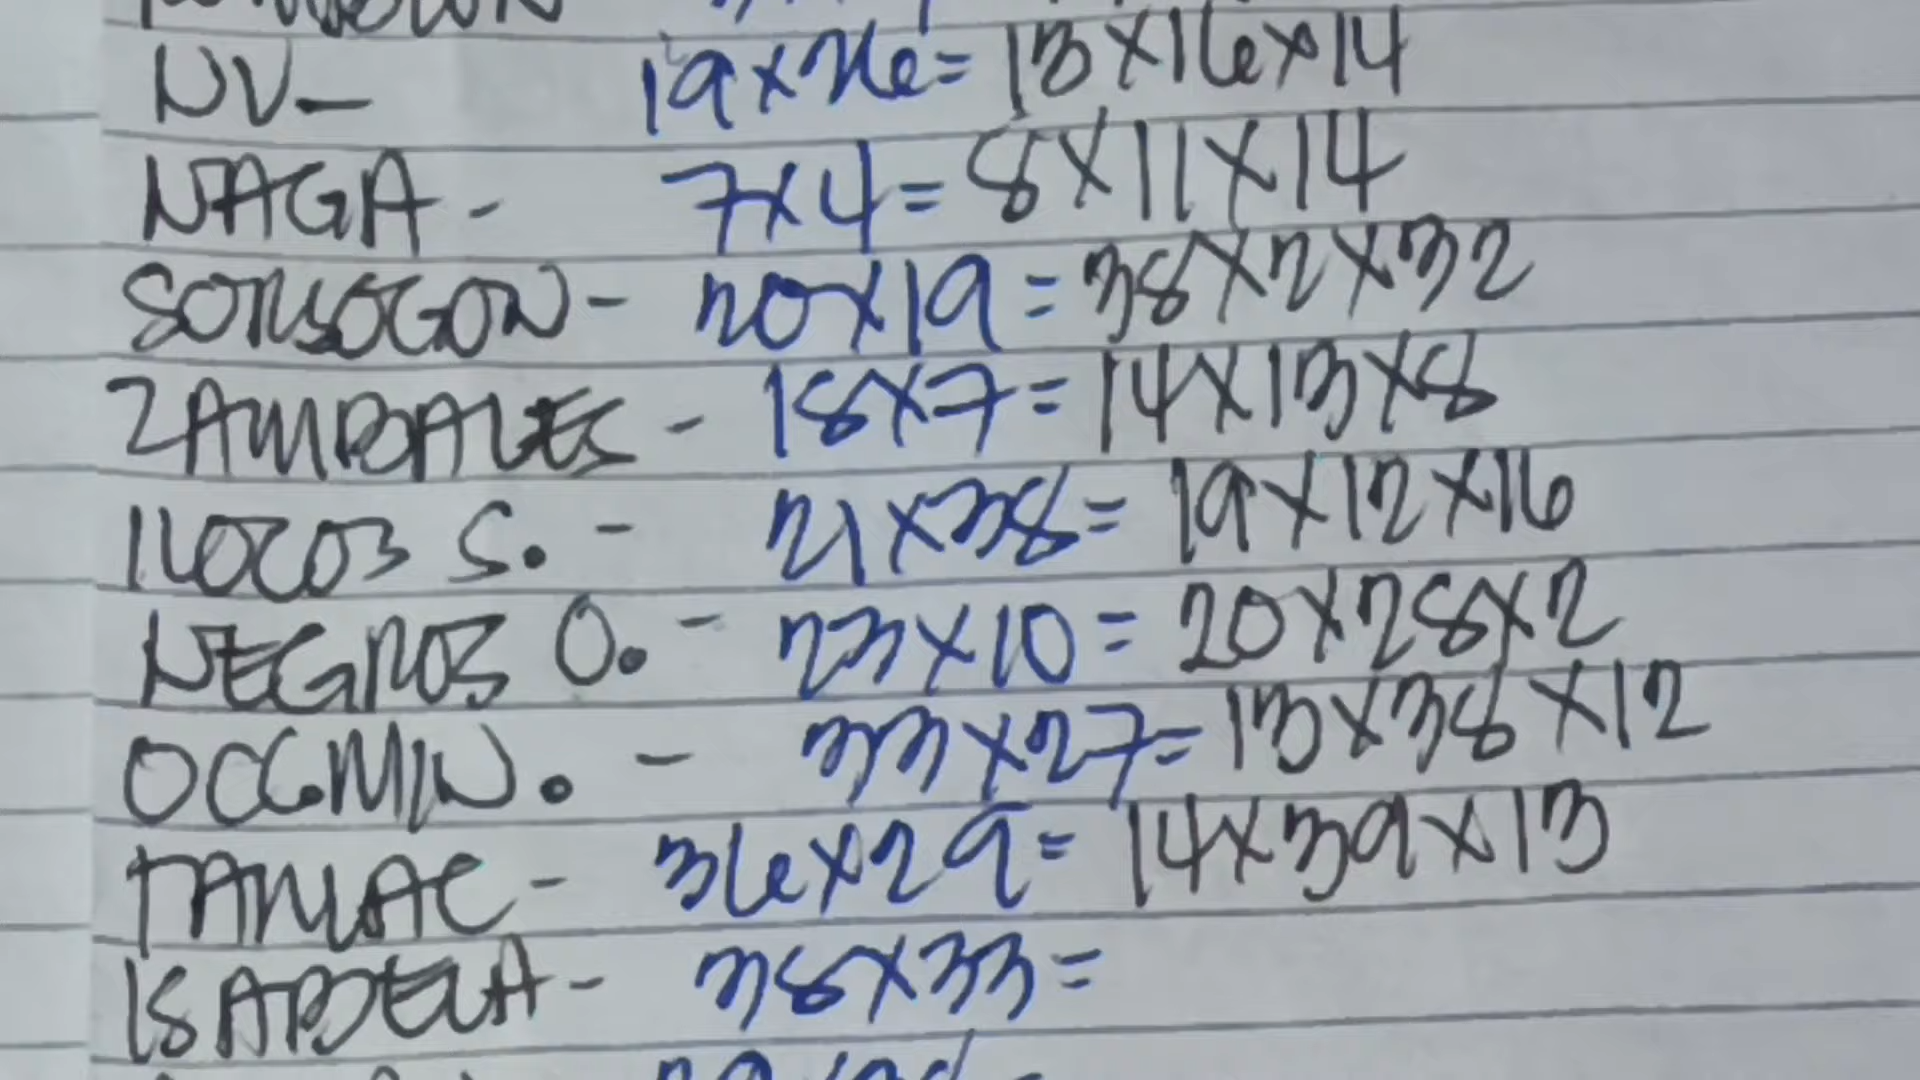 NV- 19x26= 13x16x14
NAGA- 7x4= 8x11x14
SORSOGON- 20x19= 38x2x32
ZAMBALES- 18x7= 14x13x8
ILOCOS S.- 21x38= 19x12x16
NEGROS O.- 23x10= 20x28x2
OCC.MIN.- 33x27= 13x38x12
TARLAC- 36x29= 14x39x13
ISABELA- 38x33=